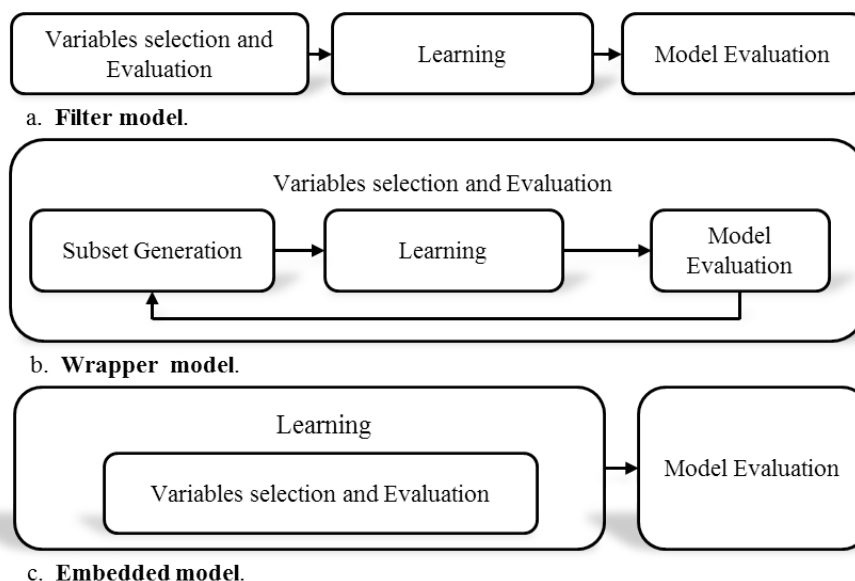 Variables selection and
Evaluation
Learning
Model Evaluation
a. Filter model.
Variables selection and Evaluation
Subset Generation
Learning
Model
Evaluation
b. Wrapper model.
Learning
Variables selection and Evaluation
Model Evaluation
c. Embedded model.